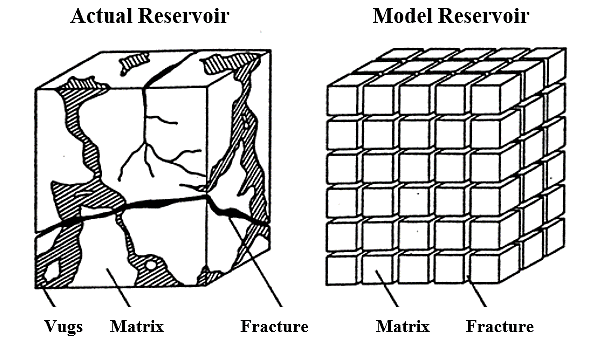 Actual Reservoir
Model Reservoir
Vugs
Matrix
Fracture
Matrix
Fracture